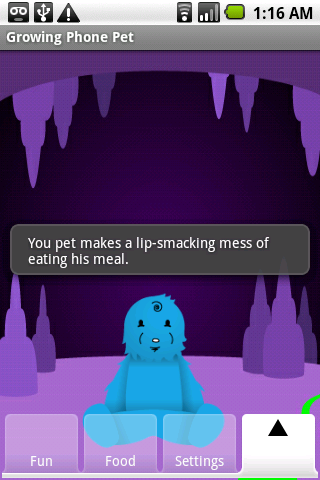 1:16 AM
Growing Phone Pet
You pet makes a lip-smacking mess of
eating his meal.
Fun Food Settings